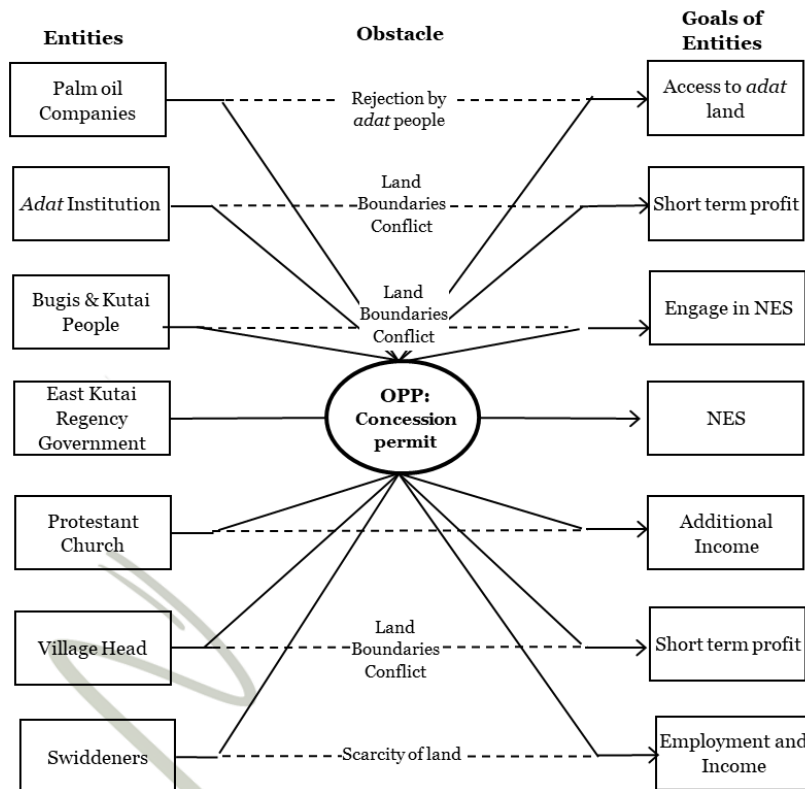 Entities
Obstacle
Goals of
Entities
Palm oil
Companies
Rejection by
adat people
Access to adat
land
Adat Institution
Land
Boundaries
Conflict
Short term profit
Bugis & Kutai
People
Land
Boundaries
Conflict
Engage in NES
East Kutai
Regency
Government
OPP:
Concession
permit
NES
Protestant
Church
Additional
Income
Village Head
Land
Boundaries
Conflict
Short term profit
Swiddeners
Scarcity of land
Employment and
Income